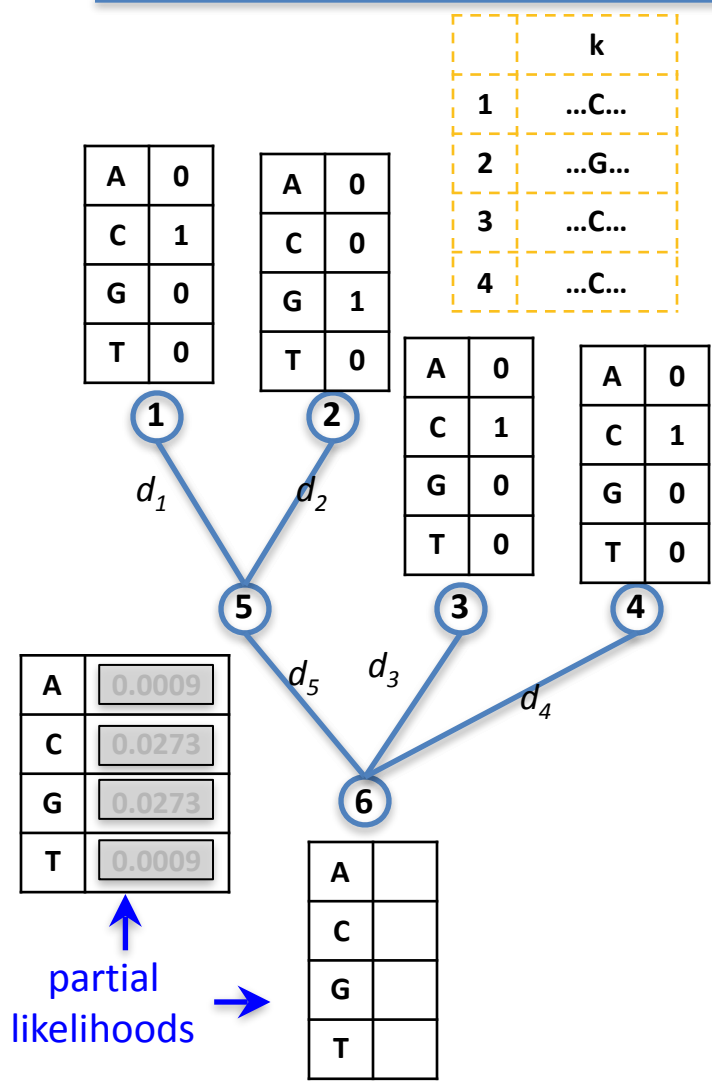 k
1 ...C...
2 ...G...
3 ...C...
4 ...C...
A 0
C 1
G 0
T 0
A 0
C 0
G 1
T 0
A 0
C 1
G 0
T 0
A 0
C 1
G 0
T 0
1
2
d1
d2
5
3
4
d5
d3
d4
A 0.0009
C 0.0273
G 0.0273
T 0.0009
6
A
C
G
T
partial
likelihoods